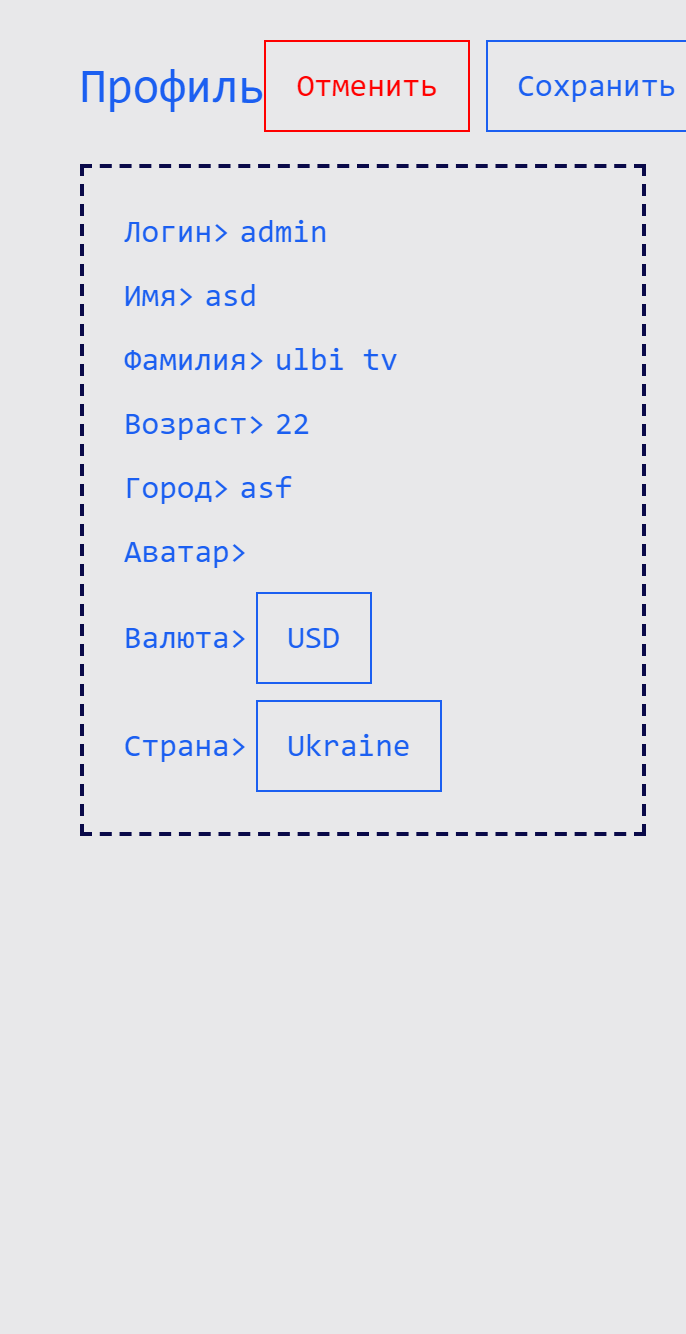 Профиль Отменить Сохранить
Логин> admin
Имя> asd
Фамилия> ulbi tv
Возраст> 22
Город> asf
Аватар>
Валюта> USD
Страна> Ukraine